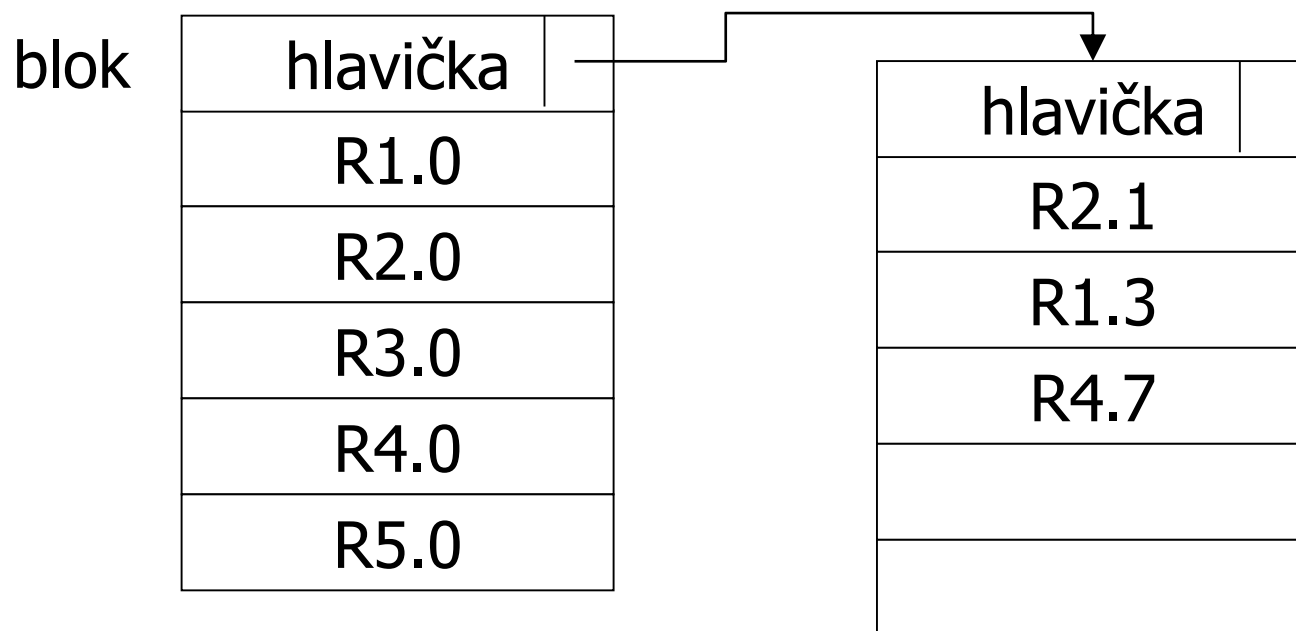 blok
hlavička
R1.0
R2.0
R3.0
R4.0
R5.0
hlavička
R2.1
R1.3
R4.7